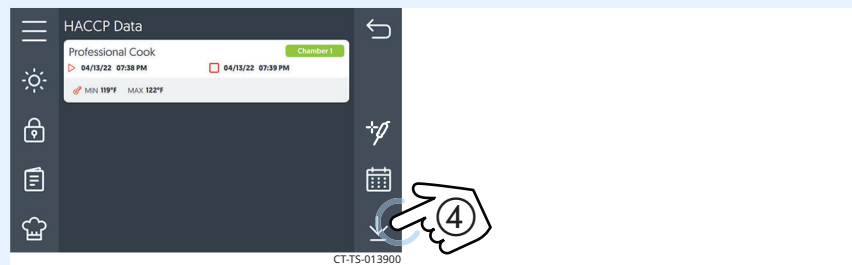 HACCP Data
Professional Cook Chamber 1
04/13/22 07:38 PM 04/13/22 07:39 PM
MIN 119°F MAX 122°F
4
CT-TS-013900